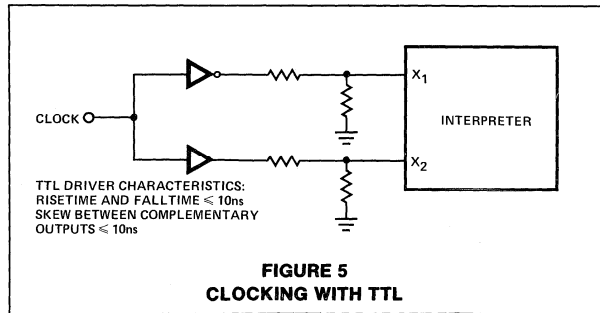 X1
CLOCK
INTERPRETER
X2
TTL DRIVER CHARACTERISTICS:
RISETIME AND FALLTIME ≤ 10ns
SKEW BETWEEN COMPLEMENTARY
OUTPUTS ≤ 10ns
FIGURE 5
CLOCKING WITH TTL